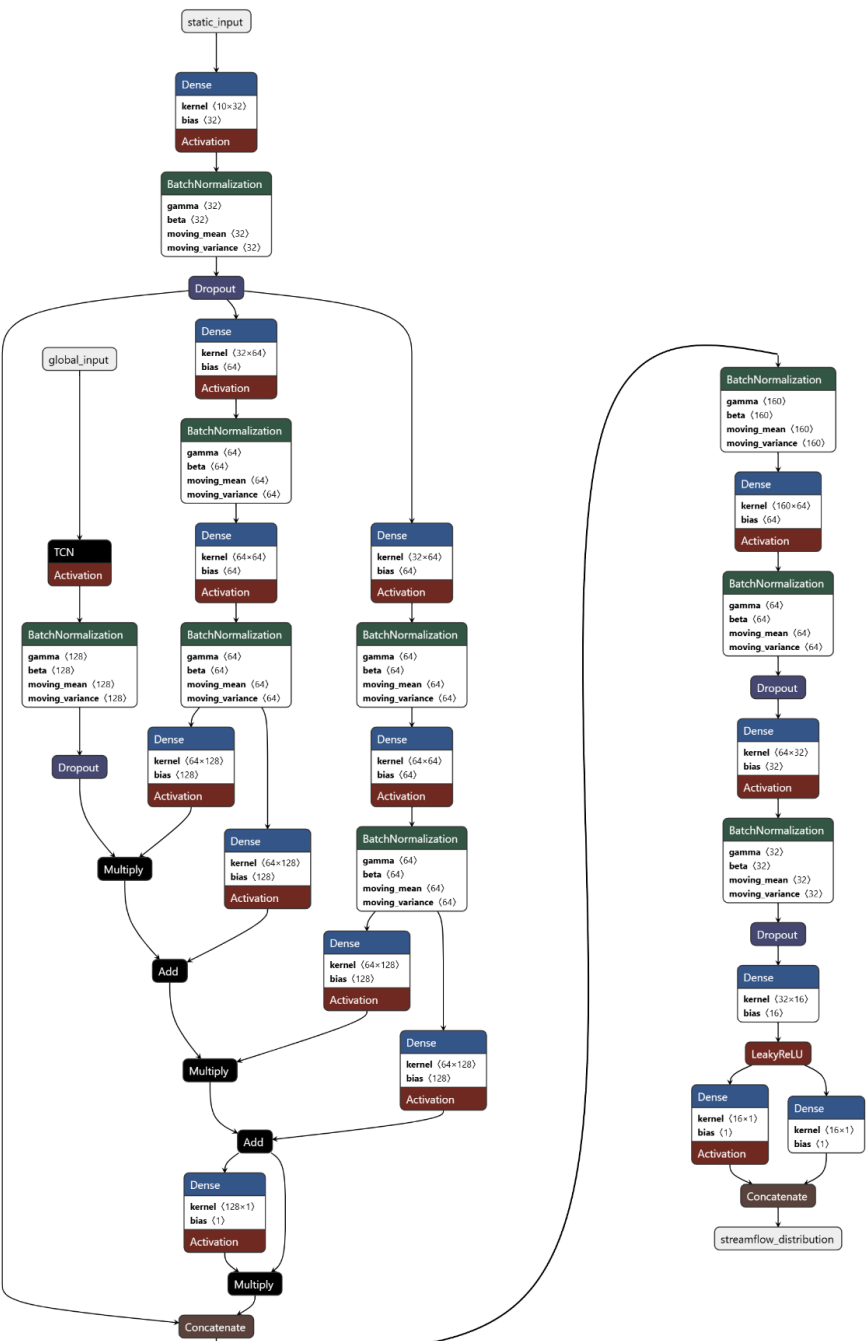 static_input
Dense
kernel ⟨10×32⟩
bias ⟨32⟩
Activation
BatchNormalization
gamma ⟨32⟩
beta ⟨32⟩
moving_mean ⟨32⟩
moving_variance ⟨32⟩
Dropout
Dense
kernel ⟨32×64⟩
bias ⟨64⟩
Activation
BatchNormalization
gamma ⟨64⟩
beta ⟨64⟩
moving_mean ⟨64⟩
moving_variance ⟨64⟩
Dense
kernel ⟨64×64⟩
bias ⟨64⟩
Activation
BatchNormalization
gamma ⟨64⟩
beta ⟨64⟩
moving_mean ⟨64⟩
moving_variance ⟨64⟩
global_input
TCN
Activation
BatchNormalization
gamma ⟨128⟩
beta ⟨128⟩
moving_mean ⟨128⟩
moving_variance ⟨128⟩
Dropout
Dense
kernel ⟨64×128⟩
bias ⟨128⟩
Activation
Multiply
Dense
kernel ⟨64×128⟩
bias ⟨128⟩
Activation
Add
Dense
kernel ⟨32×64⟩
bias ⟨64⟩
Activation
BatchNormalization
gamma ⟨64⟩
beta ⟨64⟩
moving_mean ⟨64⟩
moving_variance ⟨64⟩
Dense
kernel ⟨64×64⟩
bias ⟨64⟩
Activation
BatchNormalization
gamma ⟨64⟩
beta ⟨64⟩
moving_mean ⟨64⟩
moving_variance ⟨64⟩
Dense
kernel ⟨64×128⟩
bias ⟨128⟩
Activation
Multiply
Dense
kernel ⟨64×128⟩
bias ⟨128⟩
Activation
Add
Dense
kernel ⟨128×1⟩
bias ⟨1⟩
Activation
Multiply
Concatenate
BatchNormalization
gamma ⟨160⟩
beta ⟨160⟩
moving_mean ⟨160⟩
moving_variance ⟨160⟩
Dense
kernel ⟨160×64⟩
bias ⟨64⟩
Activation
BatchNormalization
gamma ⟨64⟩
beta ⟨64⟩
moving_mean ⟨64⟩
moving_variance ⟨64⟩
Dropout
Dense
kernel ⟨64×32⟩
bias ⟨32⟩
Activation
BatchNormalization
gamma ⟨32⟩
beta ⟨32⟩
moving_mean ⟨32⟩
moving_variance ⟨32⟩
Dropout
Dense
kernel ⟨32×16⟩
bias ⟨16⟩
LeakyReLU
Dense
kernel ⟨16×1⟩
bias ⟨1⟩
Activation
Dense
kernel ⟨16×1⟩
bias ⟨1⟩
Concatenate
streamflow_distribution